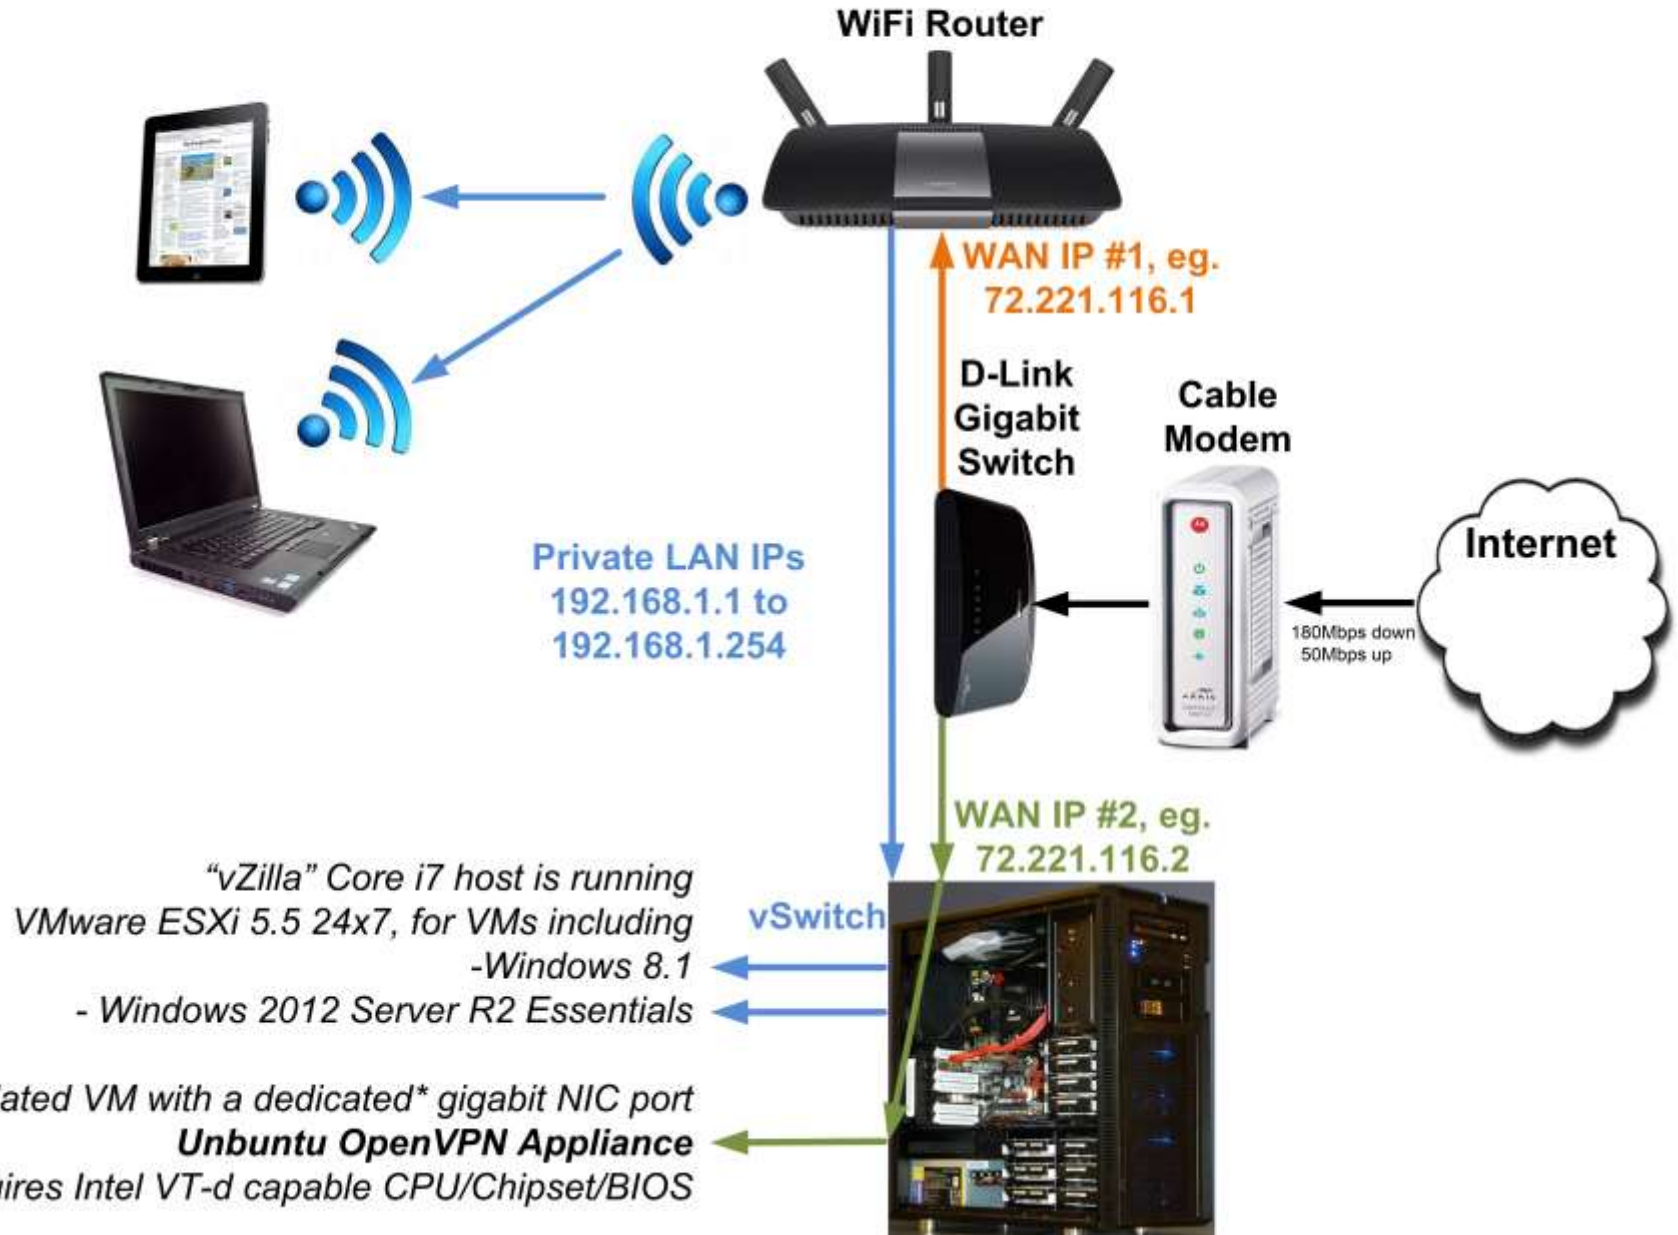 WiFi Router
WAN IP #1, eg.
72.221.116.1
D-Link
Gigabit
Switch
Cable
Modem
Internet
180Mbps down
50Mbps up
Private LAN IPs
192.168.1.1 to
192.168.1.254
WAN IP #2, eg.
72.221.116.2
“vZilla” Core i7 host is running
VMware ESXi 5.5 24x7, for VMs including
-Windows 8.1
- Windows 2012 Server R2 Essentials
vSwitch
VM with a dedicated* gigabit NIC port
Unbuntu OpenVPN Appliance
Intel VT-d capable CPU/Chipset/BIOS